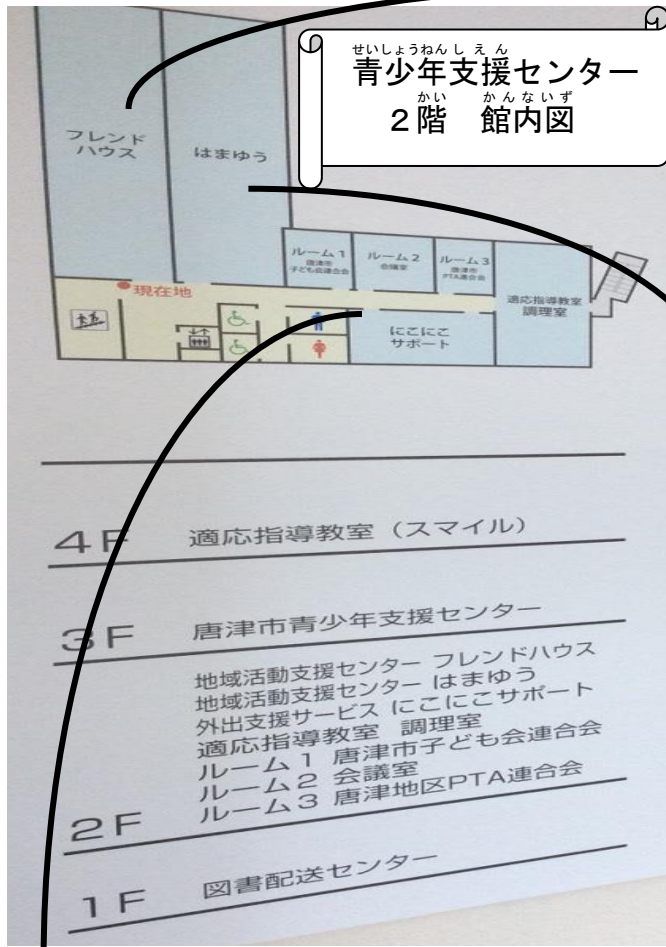 せいしょうねんしえん
青少年支援センター
かい かんないず
2階 館内図
フレンド
ハウス
はまゆう
ルーム1
唐津市
子ども会連合会
ルーム2
会議室
ルーム3
唐津市
PTA連合会
適応指導教室
調理室
現在地
にこにこ
サポート
4F 適応指導教室(スマイル)
3F 唐津市青少年支援センター
地域活動支援センター フレンドハウス
地域活動支援センター はまゆう
外出支援サービス にこにこサポート
適応指導教室 調理室
ルーム1 唐津市子ども会連合会
ルーム2 会議室
ルーム3 唐津地区PTA連合会
2F
1F 図書配送センター